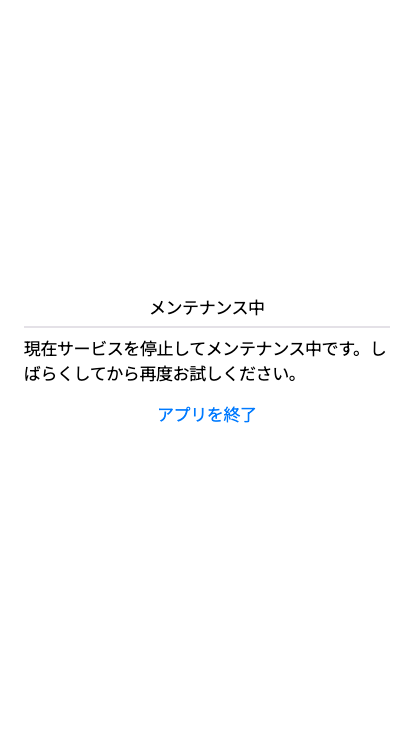 メンテナンス中
現在サービスを停止してメンテナンス中です。し
ばらくしてから再度お試しください。
アプリを終了